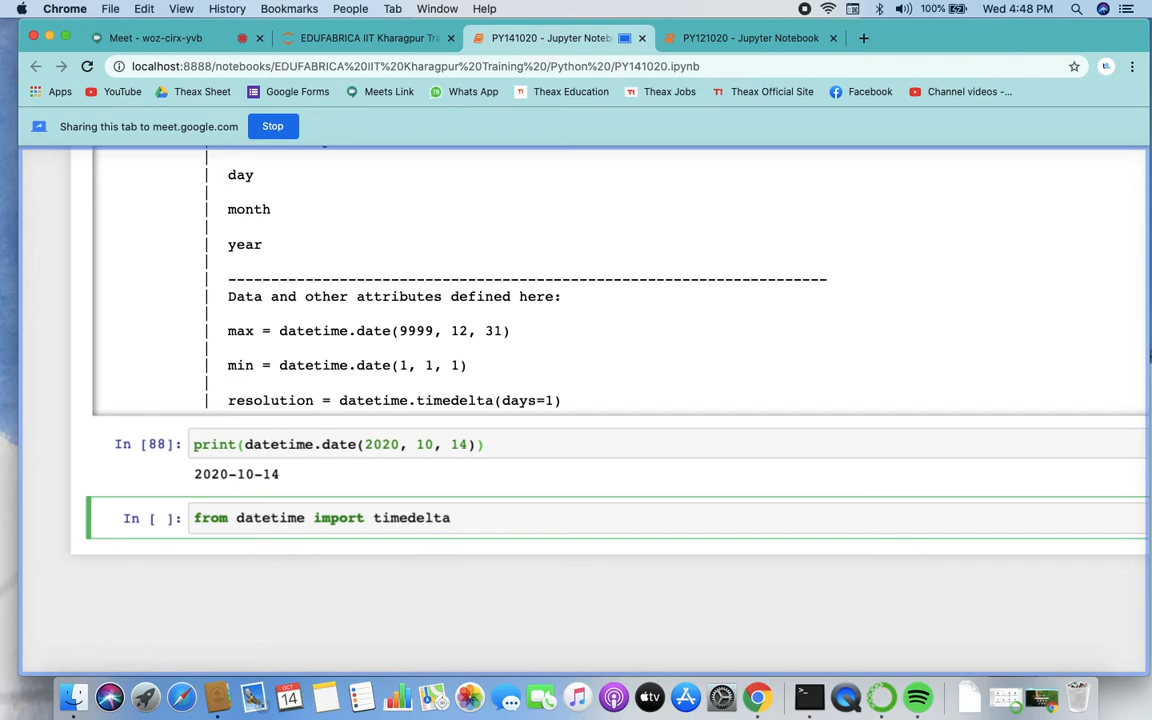 Chrome File Edit View History Bookmarks People Tab Window Help 100% Wed 4:48 PM
Meet - woz-cirx-yvb EDUFABRICA IIT Kharagpur Tra PY141020 - Jupyter Noteb PY121020 - Jupyter Notebook
localhost:8888/notebooks/EDUFABRICA%20IIT%20Kharagpur%20Training%20/Python%20/PY141020.ipynb
Apps YouTube Theax Sheet Google Forms Meets Link Whats App Theax Education Theax Jobs Theax Official Site Facebook Channel videos -...
Sharing this tab to meet.google.com Stop
| day
| month
| year
| ----------------------------------------------------------------------
| Data and other attributes defined here:
| max = datetime.date(9999, 12, 31)
| min = datetime.date(1, 1, 1)
| resolution = datetime.timedelta(days=1)
In [88]: print(datetime.date(2020, 10, 14))
2020-10-14
In [ ]: from datetime import timedelta
OCT
14